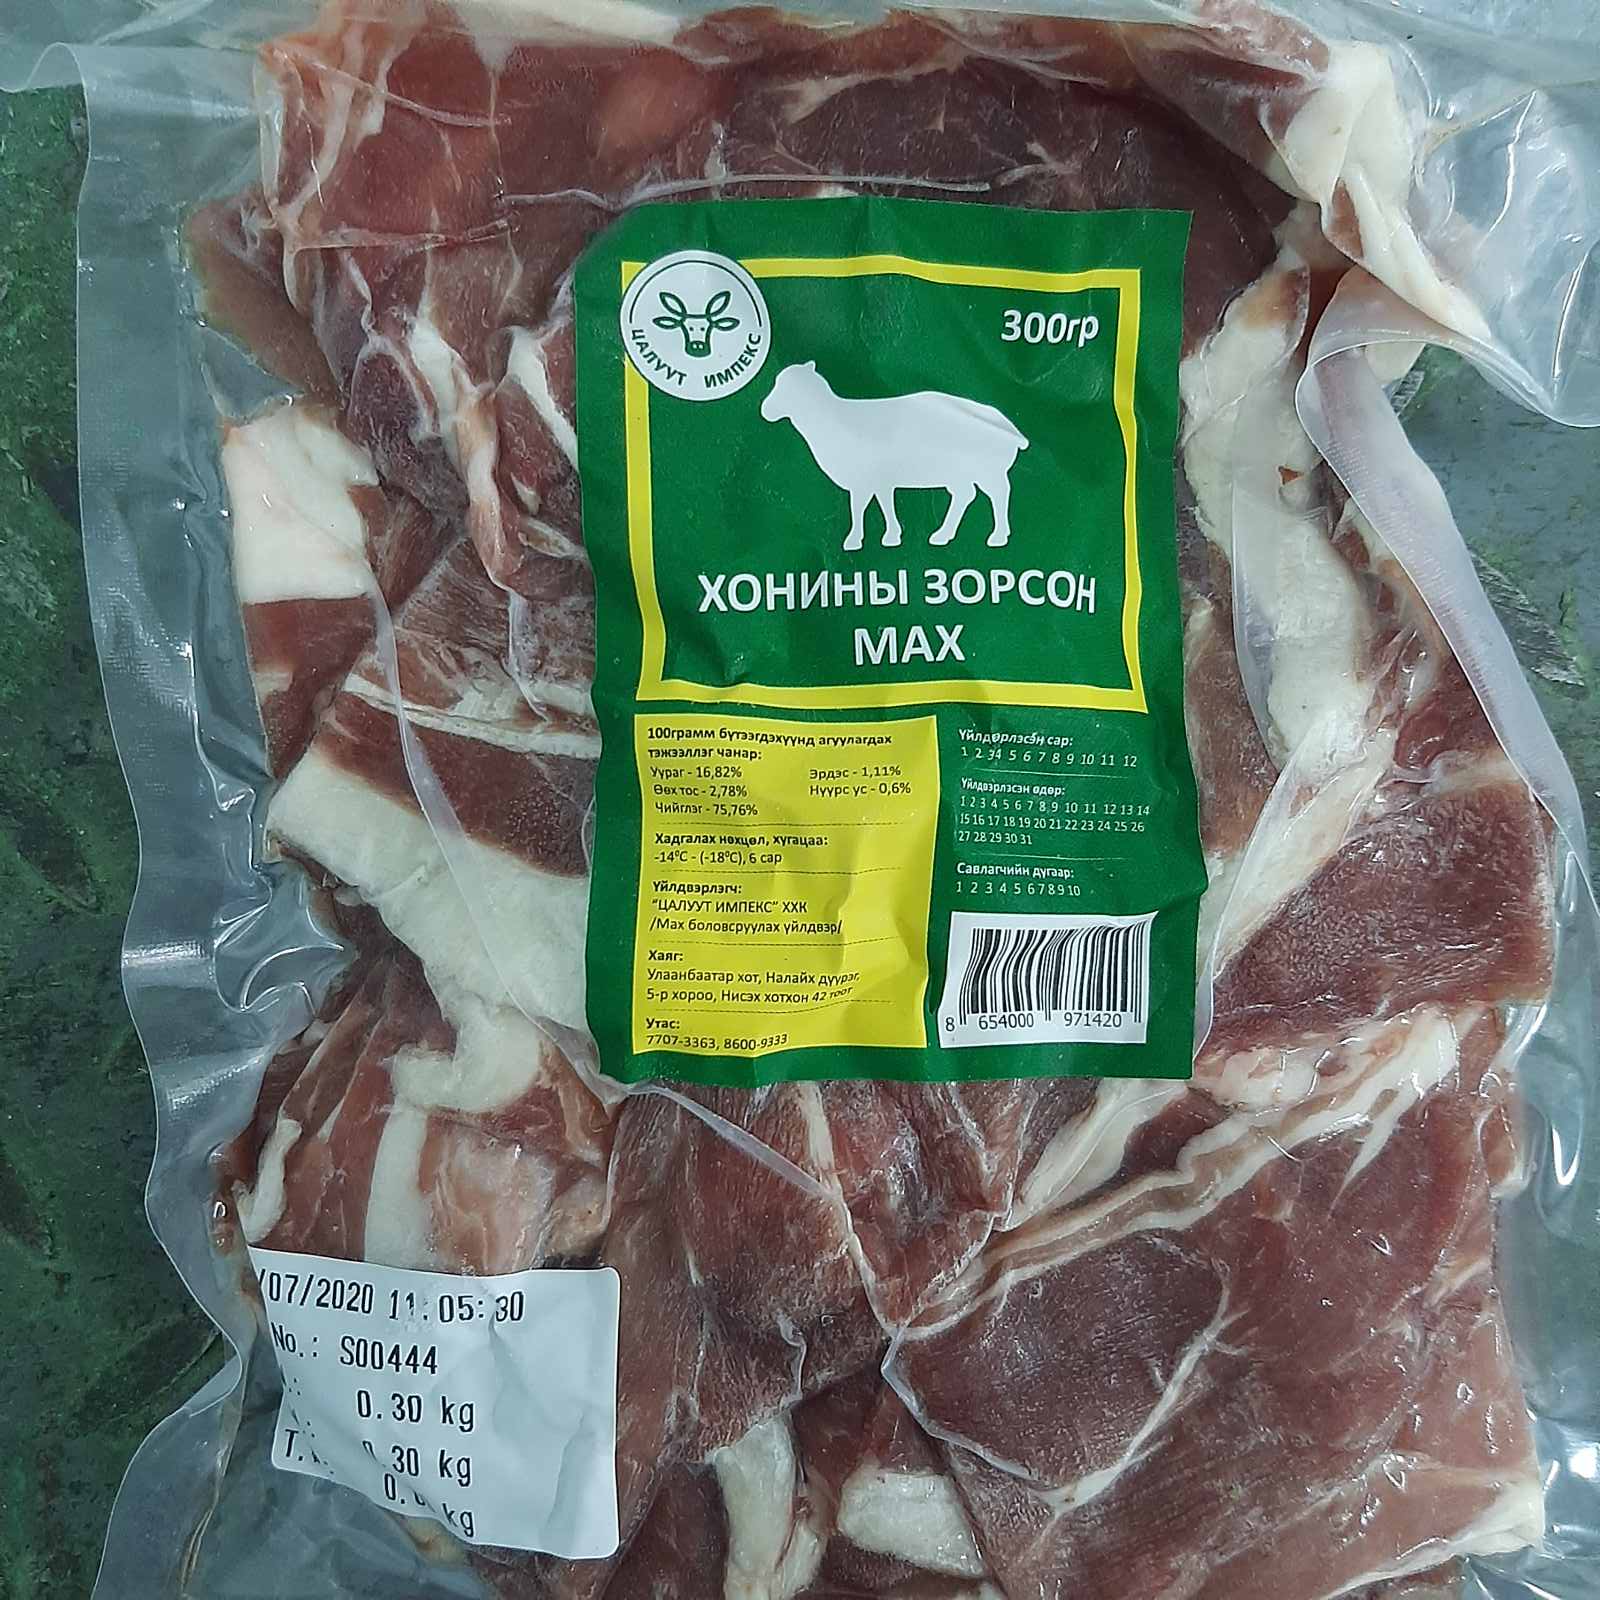 ЦАЛУУТ ИМПЕКС
300гр
ХОНИНЫ ЗОРСОН
МАХ
100грамм бүтээгдэхүүнд агуулагдах
тэжээллэг чанар:
Уураг - 16,82% Эрдэс - 1,11%
Өөх тос - 2,78% Нүүрс ус - 0,6%
Чийглэг - 75,76%
Хадгалах нөхцөл, хугацаа:
-14⁰С - (-18⁰С), 6 сар
Үйлдвэрлэгч:
"ЦАЛУУТ ИМПЕКС" ХХК
/Мах боловсруулах үйлдвэр/
Хаяг:
Улаанбаатар хот, Налайх дүүрэг,
5-р хороо, Нисэх хотхон 42 тоот
Утас:
7707-3363, 8600-9333
Үйлдвэрлэсэн сар:
1 2 3 4 5 6 7 8 9 10 11 12
Үйлдвэрлэсэн өдөр:
1 2 3 4 5 6 7 8 9 10 11 12 13 14
15 16 17 18 19 20 21 22 23 24 25 26
27 28 29 30 31
Савлагчийн дугаар:
1 2 3 4 5 6 7 8 9 10
8 654000 971420
/07/2020 11:05:30
No.: S00444
0.30 kg
.30 kg
kg